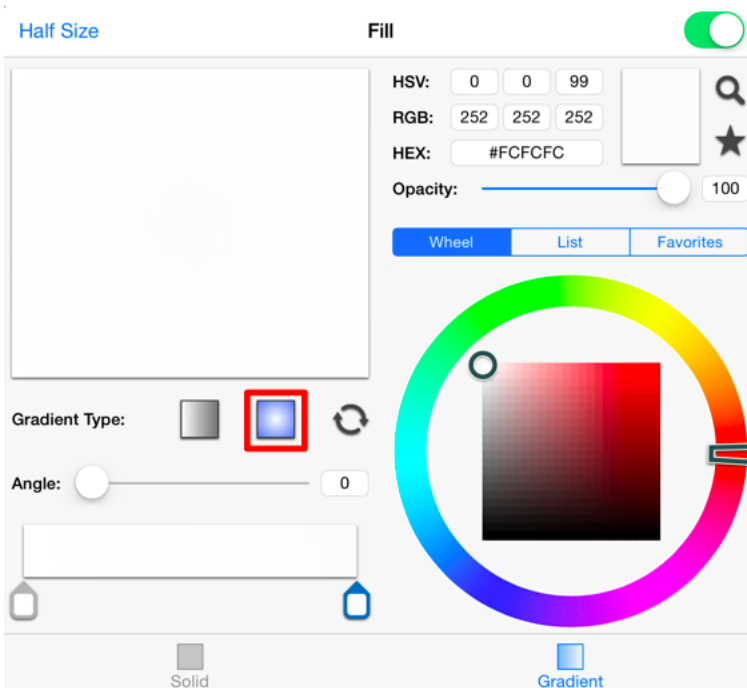 Half Size
Fill
HSV: 0 0 99
RGB: 252 252 252
HEX: #FCFCFC
Opacity: 100
Wheel List Favorites
Gradient Type:
Angle: 0
Solid
Gradient